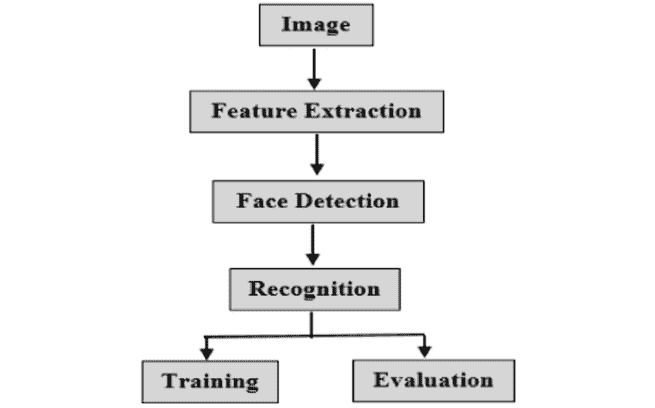 Image
Feature Extraction
Face Detection
Recognition
Training
Evaluation